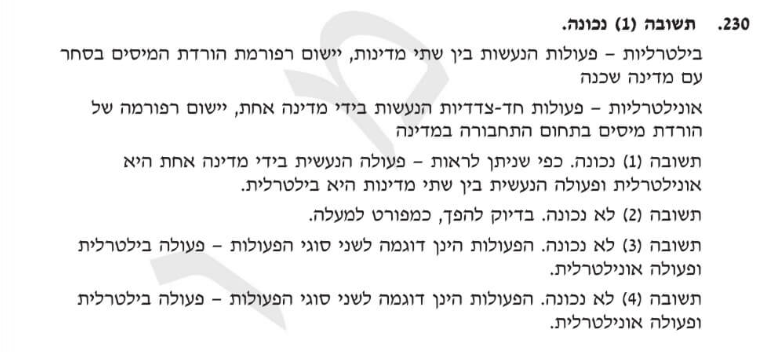 230. תשובה (1) נכונה.
בילטרליות – פעולות הנעשות בין שתי מדינות, יישום רפורמת הורדת המיסים בסחר
עם מדינה שכנה
אונילטרליות – פעולות חד-צדדיות הנעשות בידי מדינה אחת, יישום רפורמה של
הורדת מיסים בתחום התחבורה במדינה
תשובה (1) נכונה. כפי שניתן לראות – פעולה הנעשית בידי מדינה אחת היא
אונילטרלית ופעולה הנעשית בין שתי מדינות היא בילטרלית.
תשובה (2) לא נכונה. בדיוק להפך, כמפורט למעלה.
תשובה (3) לא נכונה. הפעולות הינן דוגמה לשני סוגי הפעולות – פעולה בילטרלית
ופעולה אונילטרלית.
תשובה (4) לא נכונה. הפעולות הינן דוגמה לשני סוגי הפעולות – פעולה בילטרלית
ופעולה אונילטרלית.